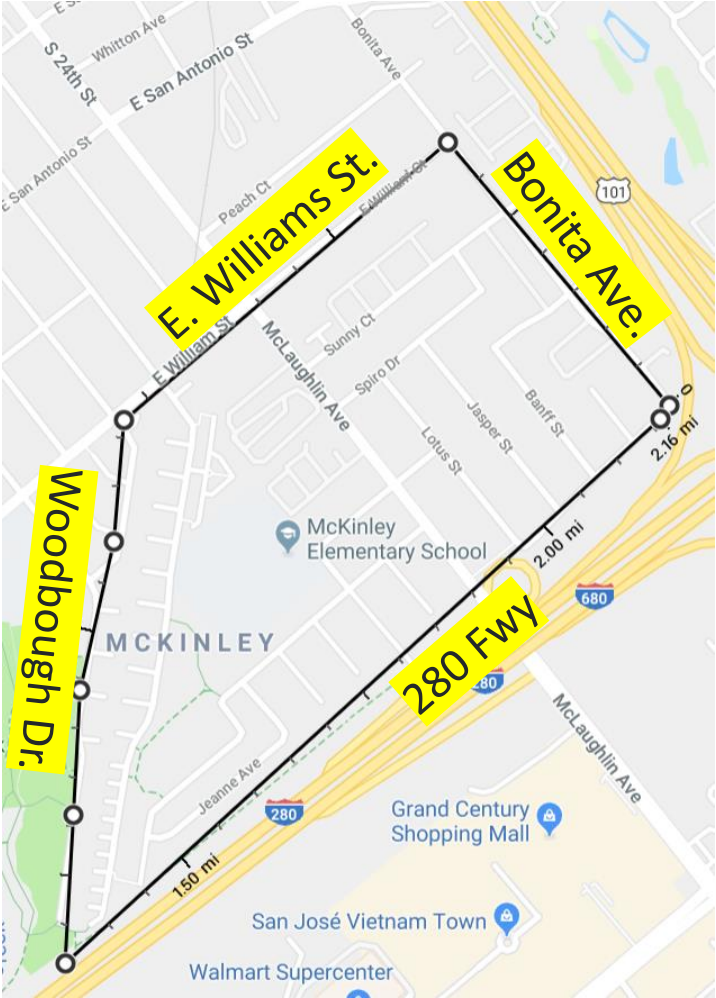 E S
Whitton Ave
S 24th St
E San Antonio St
Bonita Ave
E San Antonio St
101
Peach Ct
E William St
E. Williams St.
Bonita Ave.
E William St
McLaughlin Ave
Sunny Ct
Spiro Dr
Banff St
Jasper St
Lotus St
0
2.16 mi
Woodbough Dr.
McKinley
Elementary School
2.00 mi
680
MCKINLEY
280 Fwy
280
McLaughlin Ave
Jeanne Ave
280
Grand Century
Shopping Mall
1.50 mi
San José Vietnam Town
Walmart Supercenter